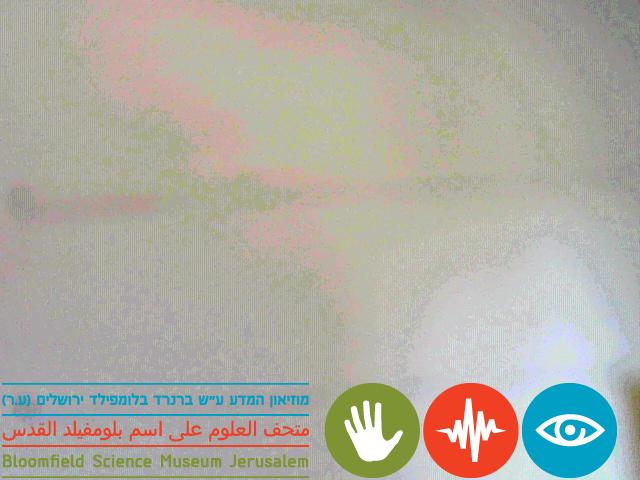 מוזיאון המדע ע״ש ברנרד בלומפילד ירושלים (ע.ר)
متحف العلوم على اسم بلومفيلد القدس
Bloomfield Science Museum Jerusalem